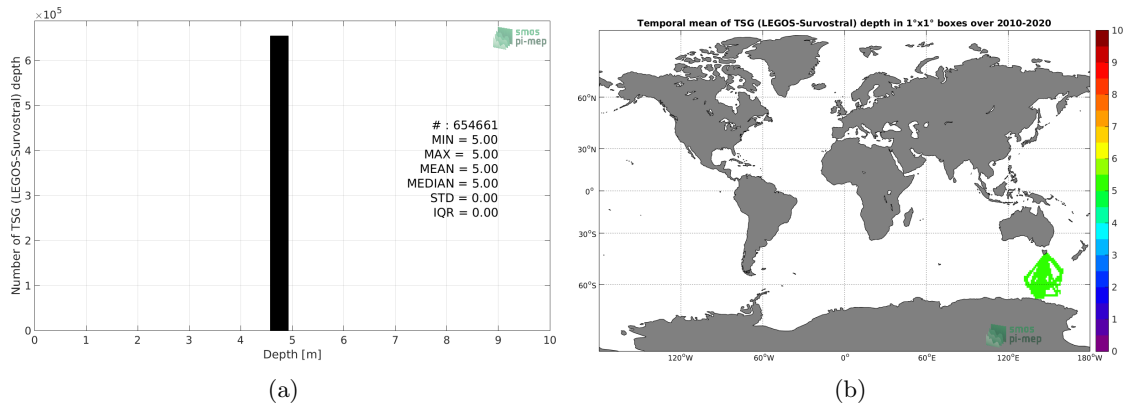 ×10⁵
smos
pi-mep
Number of TSG (LEGOS-Survostral) depth
6
5
4
3
2
1
0
# : 654661
MIN = 5.00
MAX = 5.00
MEAN = 5.00
MEDIAN = 5.00
STD = 0.00
IQR = 0.00
0 1 2 3 4 5 6 7 8 9 10
Depth [m]
(a)
Temporal mean of TSG (LEGOS-Survostral) depth in 1°x1° boxes over 2010-2020
60°N
30°N
0°
30°S
60°S
120°W 60°W 0° 60°E 120°E 180°W
smos
pi-mep
10
9
8
7
6
5
4
3
2
1
0
(b)